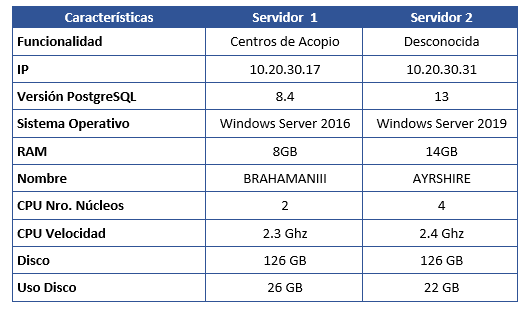 Características Servidor 1 Servidor 2
Funcionalidad Centros de Acopio Desconocida
IP 10.20.30.17 10.20.30.31
Versión PostgreSQL 8.4 13
Sistema Operativo Windows Server 2016 Windows Server 2019
RAM 8GB 14GB
Nombre BRAHAMANIII AYRSHIRE
CPU Nro. Núcleos 2 4
CPU Velocidad 2.3 Ghz 2.4 Ghz
Disco 126 GB 126 GB
Uso Disco 26 GB 22 GB